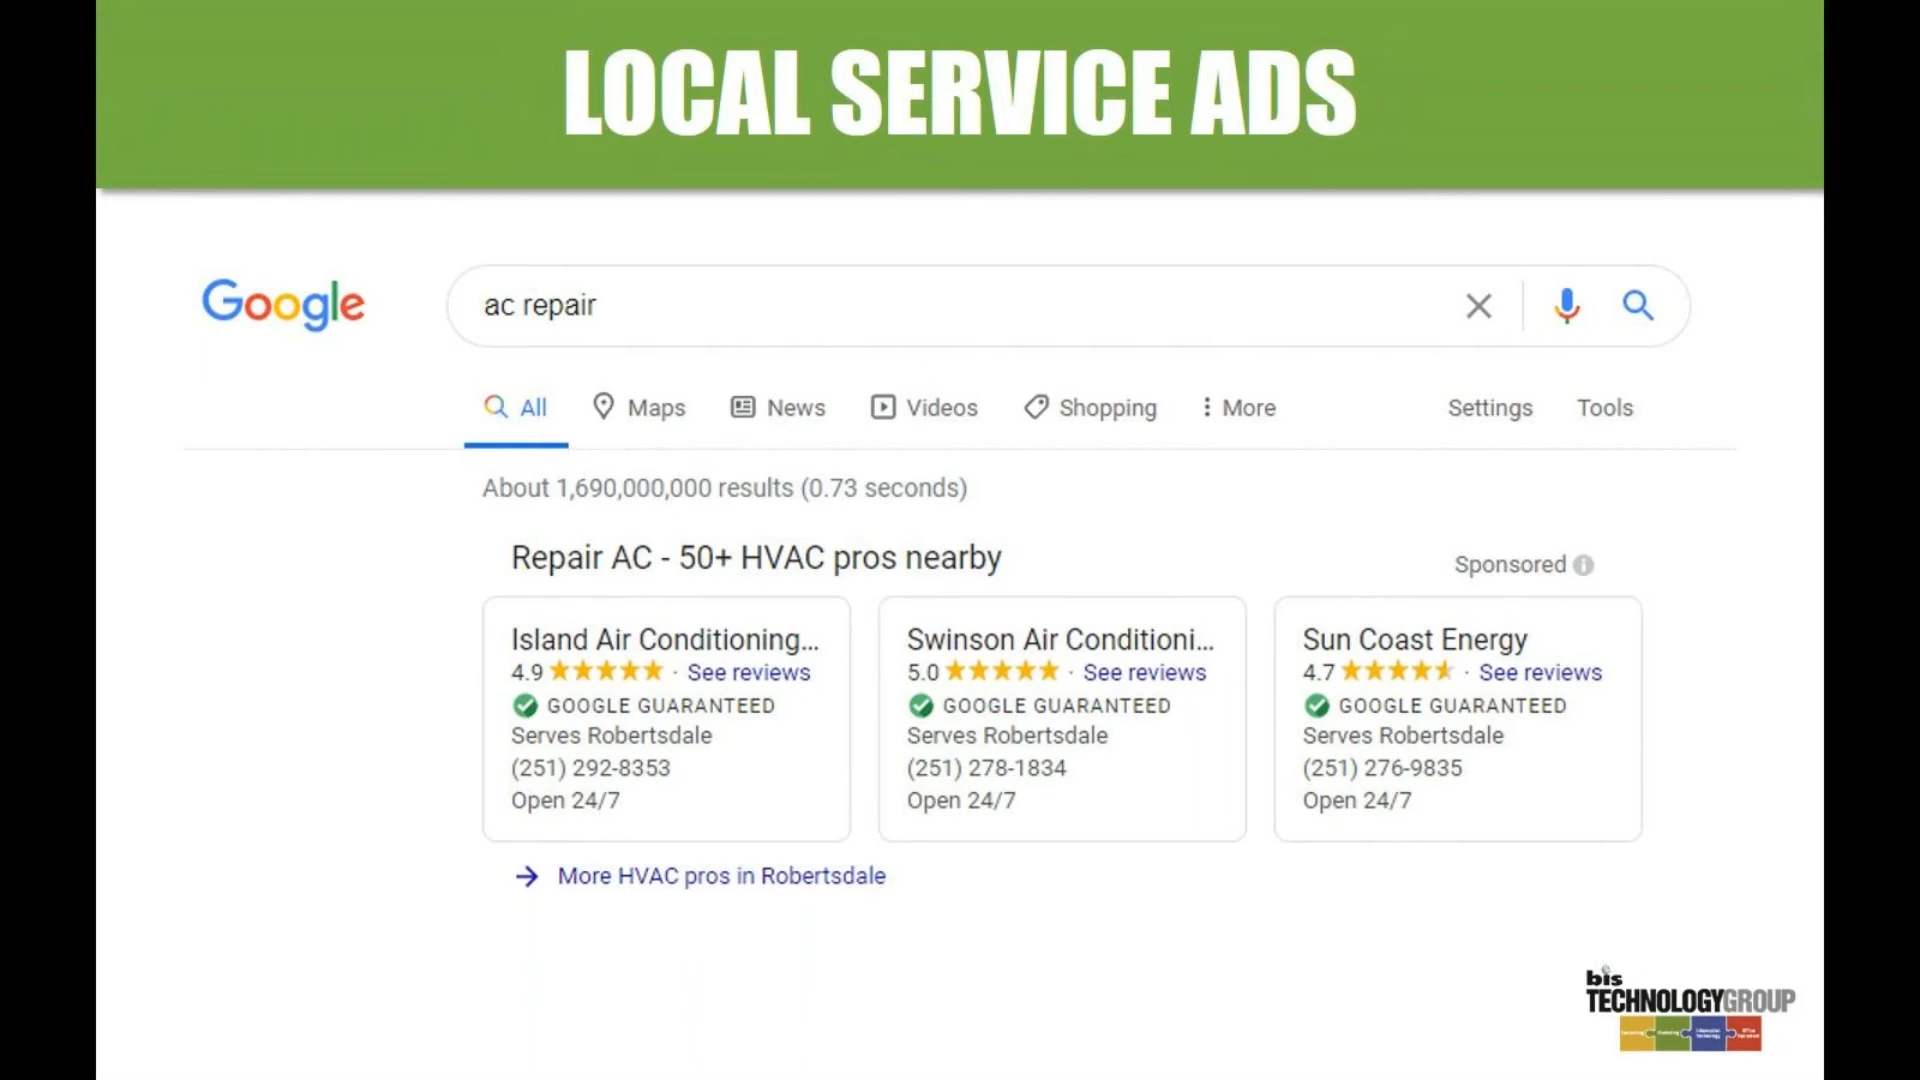 LOCAL SERVICE ADS
Google
ac repair
All Maps News Videos Shopping More Settings Tools
About 1,690,000,000 results (0.73 seconds)
Repair AC - 50+ HVAC pros nearby
Sponsored
Island Air Conditioning...
4.9 · See reviews
GOOGLE GUARANTEED
Serves Robertsdale
(251) 292-8353
Open 24/7
Swinson Air Conditioni...
5.0 · See reviews
GOOGLE GUARANTEED
Serves Robertsdale
(251) 278-1834
Open 24/7
Sun Coast Energy
4.7 · See reviews
GOOGLE GUARANTEED
Serves Robertsdale
(251) 276-9835
Open 24/7
More HVAC pros in Robertsdale
bis
TECHNOLOGYGROUP